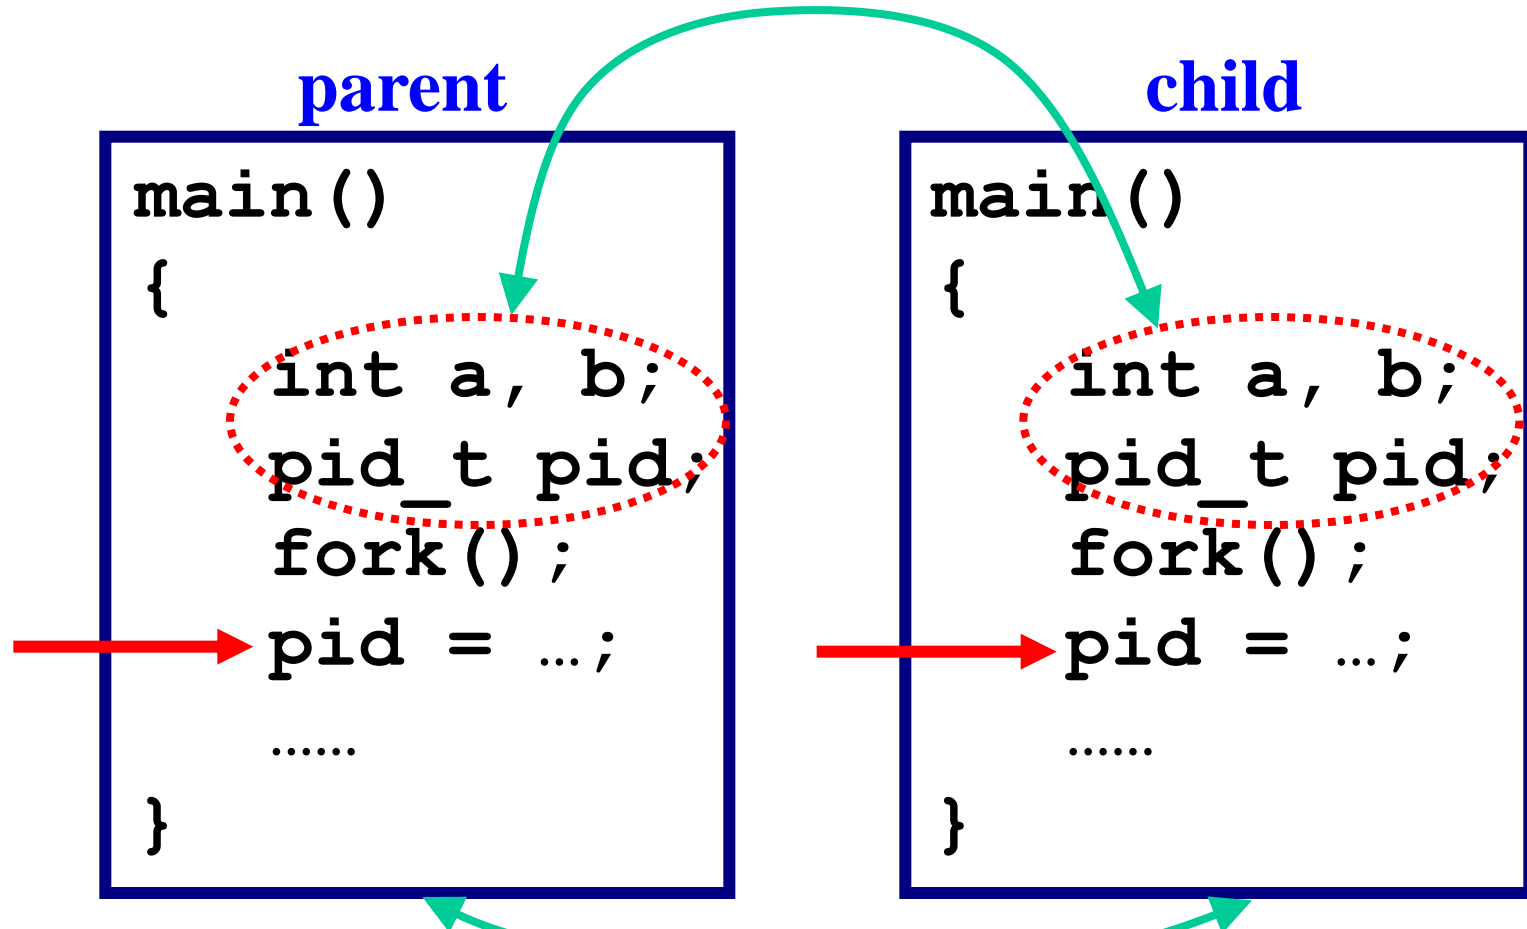 parent
main()
{
int a, b;
pid_t pid;
fork();
pid = …;
……
}
child
main()
{
int a, b;
pid_t pid;
fork();
pid = …;
……
}